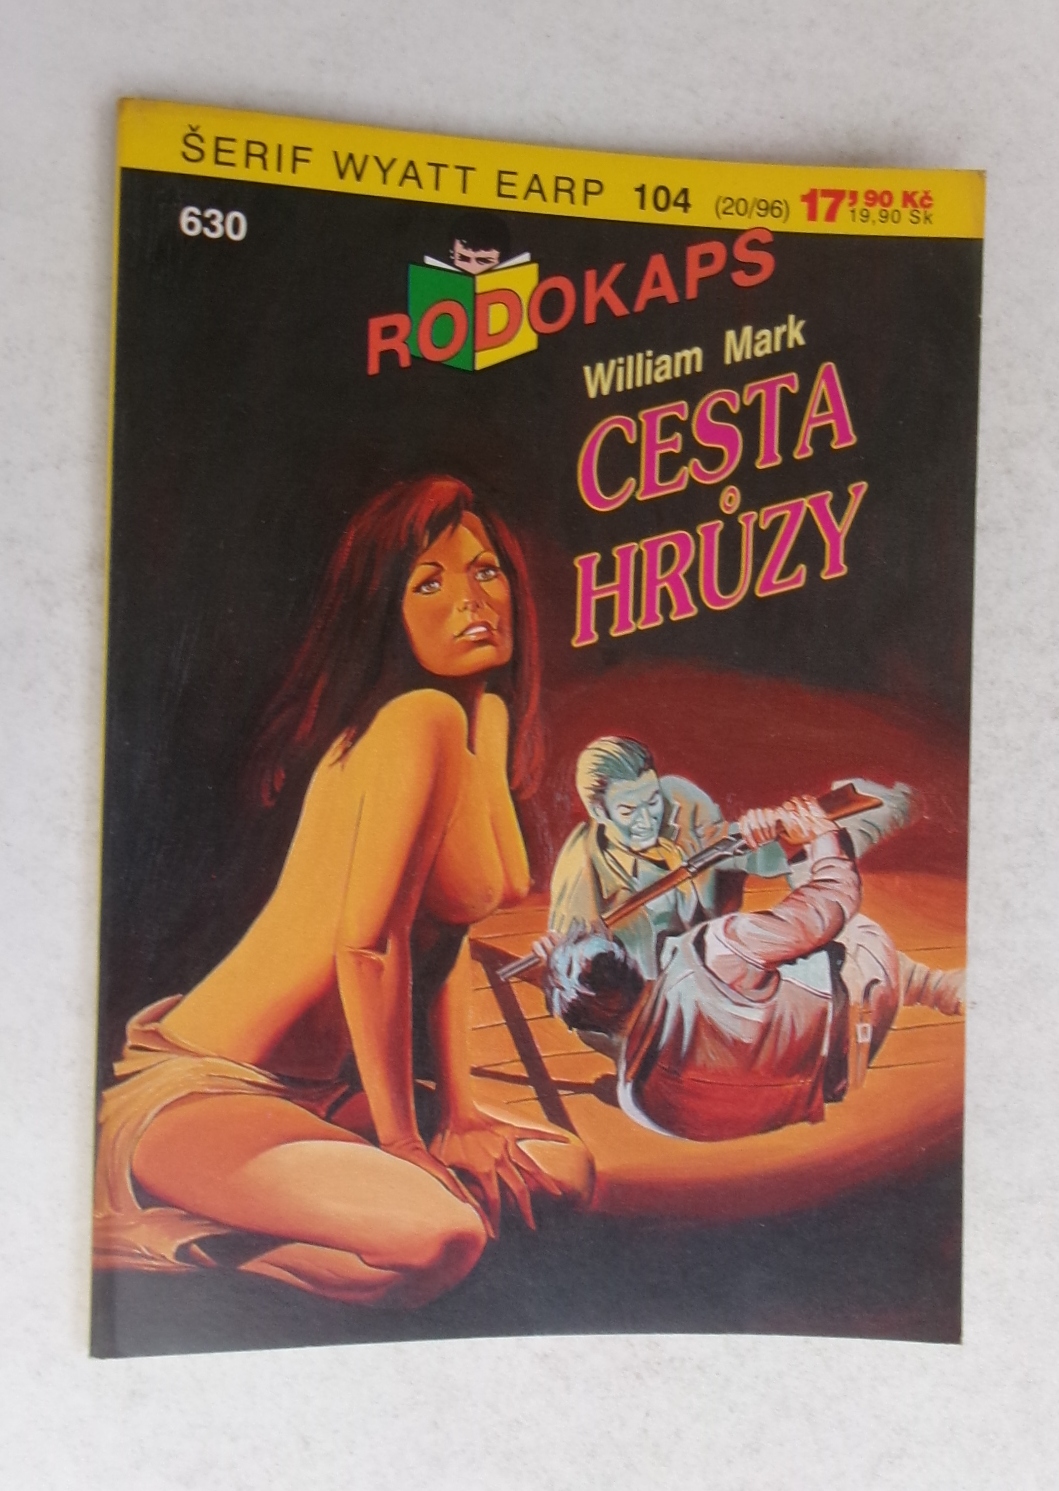 ŠERIF WYATT EARP 104 (20/96) 17,90 Kč
19,90 Sk
630
RODOKAPS
William Mark
CESTA
HRŮZY